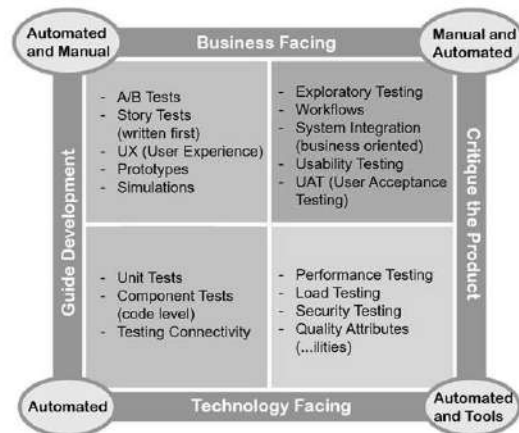 Automated
and Manual
Business Facing
Manual and
Automated
- A/B Tests
- Story Tests
(written first)
- UX (User Experience)
- Prototypes
- Simulations
- Exploratory Testing
- Workflows
- System Integration
(business oriented)
- Usability Testing
- UAT (User Acceptance
Testing)
Guide Development
Critique the Product
- Unit Tests
- Component Tests
(code level)
- Testing Connectivity
- Performance Testing
- Load Testing
- Security Testing
- Quality Attributes
(...ilities)
Automated
Technology Facing
Automated
and Tools